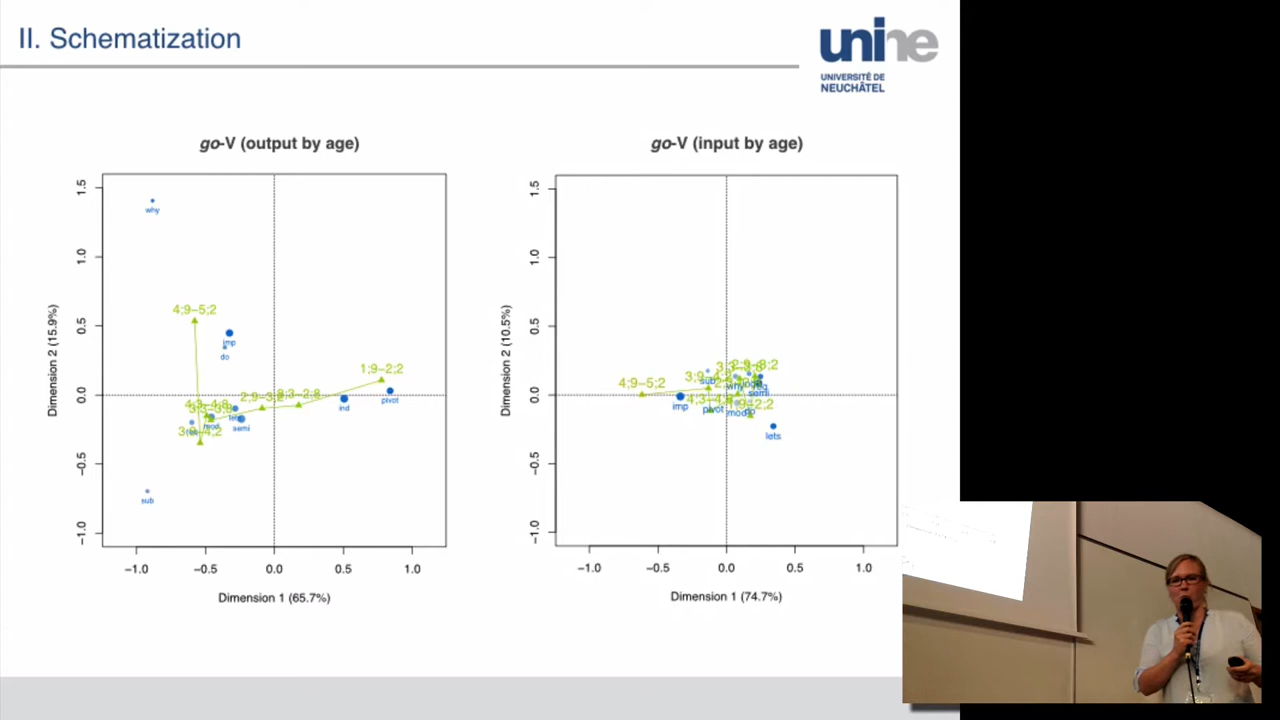 II. Schematization
unine
UNIVERSITÉ DE
NEUCHÂTEL
go-V (output by age)
1.5
1.0
0.5
0.0
−0.5
−1.0
Dimension 2 (15.9%)
why
4;9−5;2
imp
do
1;9−2;2
pivot
ind
semi
sub
−1.0
−0.5
0.0
0.5
1.0
Dimension 1 (65.7%)
go-V (input by age)
1.5
1.0
0.5
0.0
−0.5
−1.0
Dimension 2 (10.5%)
4;9−5;2
imp
sub
pivot
why
semi
lets
−1.0
−0.5
0.0
0.5
1.0
Dimension 1 (74.7%)